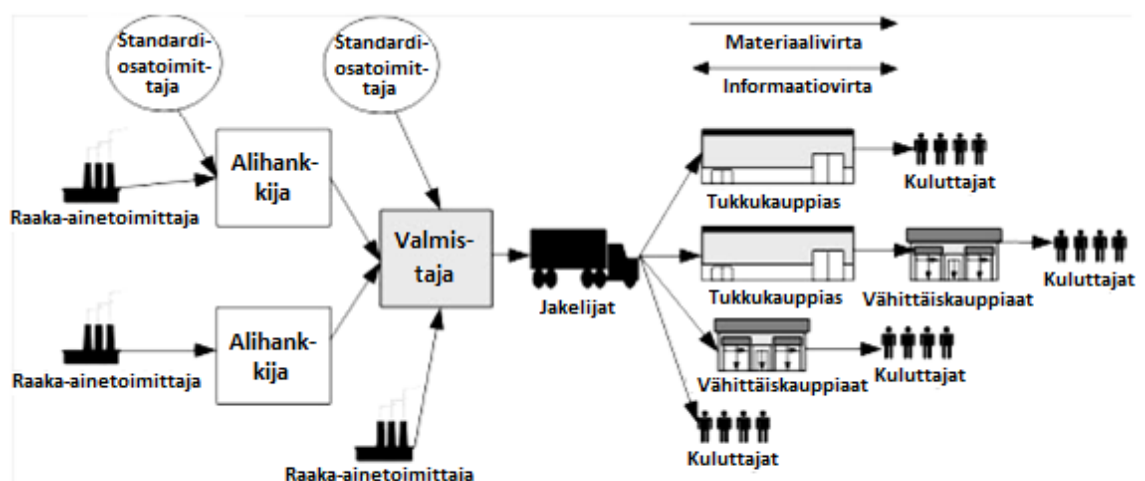 Standardi-
osatoimit-
taja
Standardi-
osatoimit-
taja
Materiaalivirta
Informaatiovirta
Alihank-
kija
Raaka-ainetoimittaja
Tukkukauppias
Kuluttajat
Valmis-
taja
Jakelijat
Tukkukauppias
Vähittäiskauppiaat
Kuluttajat
Alihank-
kija
Raaka-ainetoimittaja
Vähittäiskauppiaat
Kuluttajat
Raaka-ainetoimittaja
Kuluttajat